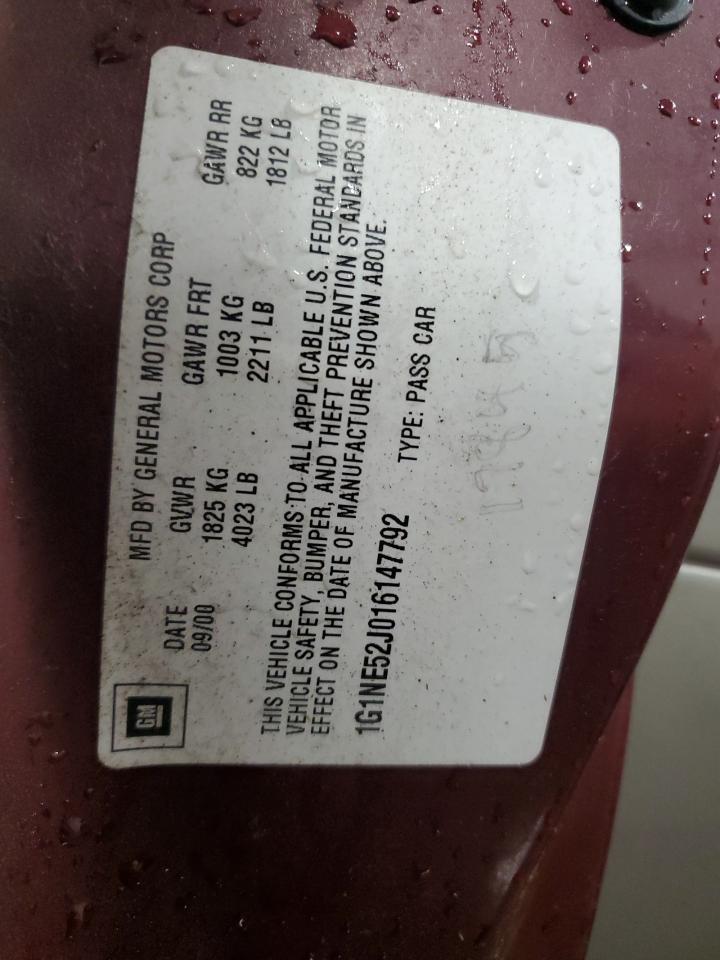 GM
MFD BY GENERAL MOTORS CORP
DATE GVWR GAWR FRT GAWR RR
09/00 1825 KG 1003 KG 822 KG
4023 LB 2211 LB 1812 LB
THIS VEHICLE CONFORMS TO ALL APPLICABLE U.S. FEDERAL MOTOR
VEHICLE SAFETY, BUMPER, AND THEFT PREVENTION STANDARDS IN
EFFECT ON THE DATE OF MANUFACTURE SHOWN ABOVE.
1G1NE52J016147792 TYPE: PASS CAR